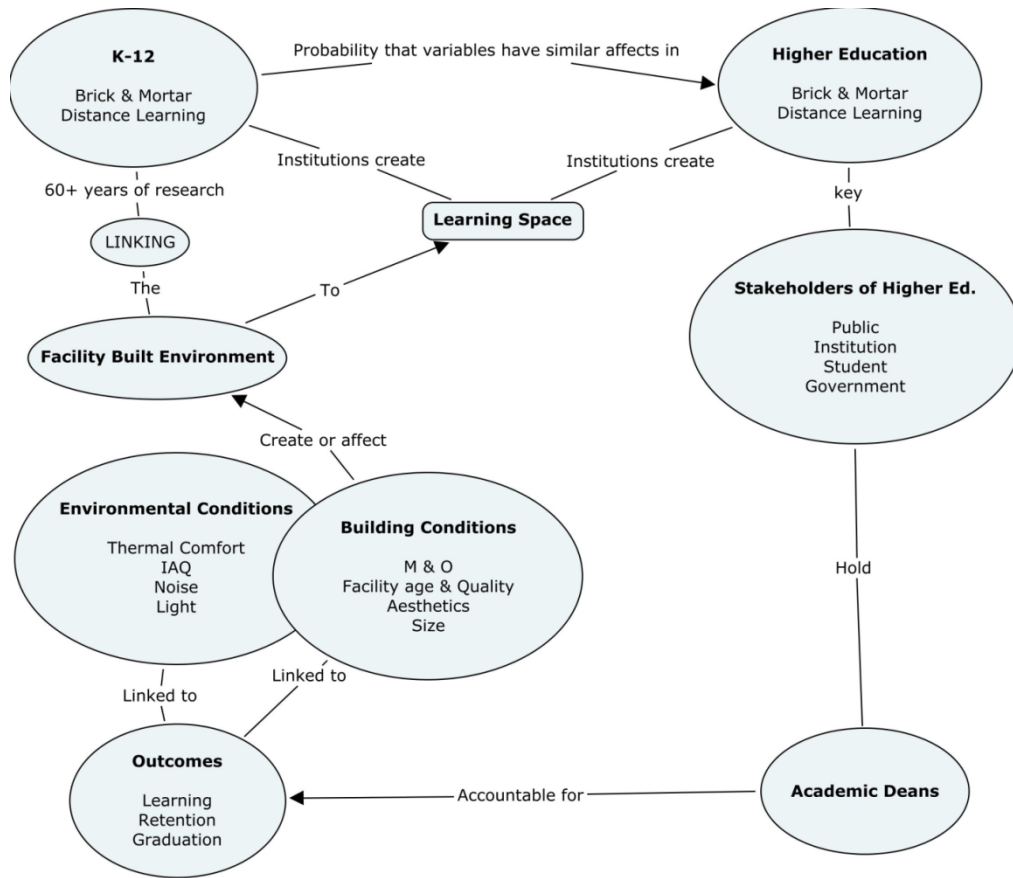 K-12
Brick & Mortar
Distance Learning
Probability that variables have similar affects in
Higher Education
Brick & Mortar
Distance Learning
Institutions create
Institutions create
60+ years of research
key
Learning Space
LINKING
The
To
Stakeholders of Higher Ed.
Public
Institution
Student
Government
Facility Built Environment
Create or affect
Environmental Conditions
Thermal Comfort
IAQ
Noise
Light
Building Conditions
M & O
Facility age & Quality
Aesthetics
Size
Hold
Linked to
Linked to
Outcomes
Learning
Retention
Graduation
Accountable for
Academic Deans